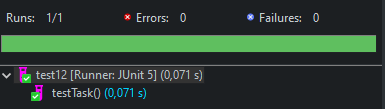 Runs: 1/1 Errors: 0 Failures: 0
test12 [Runner: JUnit 5] (0,071 s)
testTask() (0,071 s)